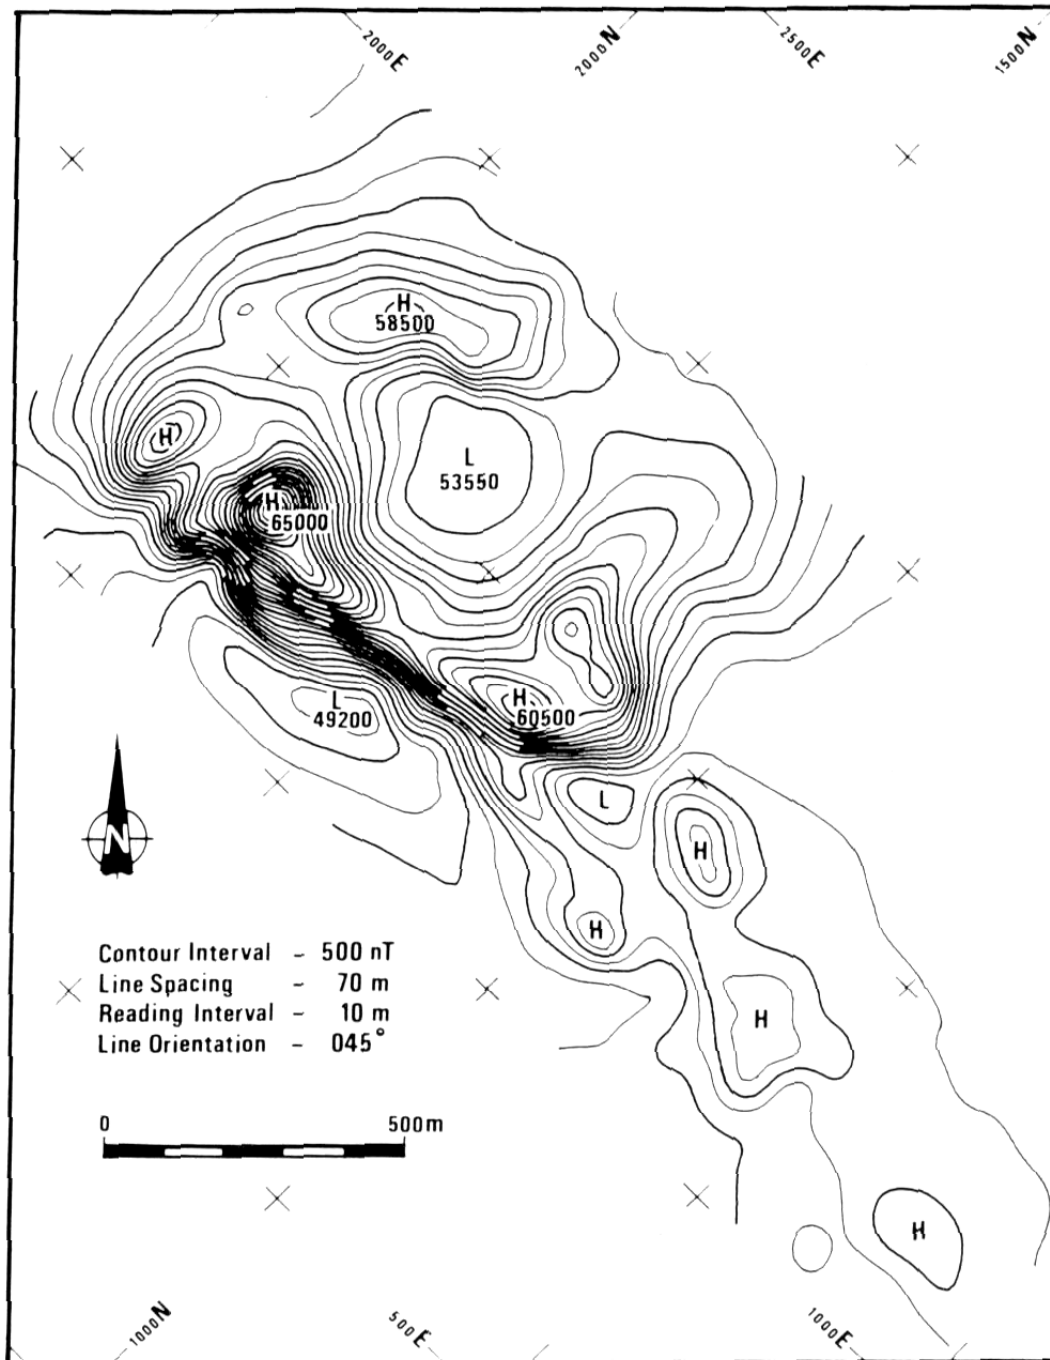 2000E
2000N
2500E
1500N
H
58500
H
L
53550
H
65000
L
49200
H
60500
L
H
H
H
H
N
Contour Interval - 500 nT
Line Spacing - 70 m
Reading Interval - 10 m
Line Orientation - 045°
0 500m
1000N
500E
1000E